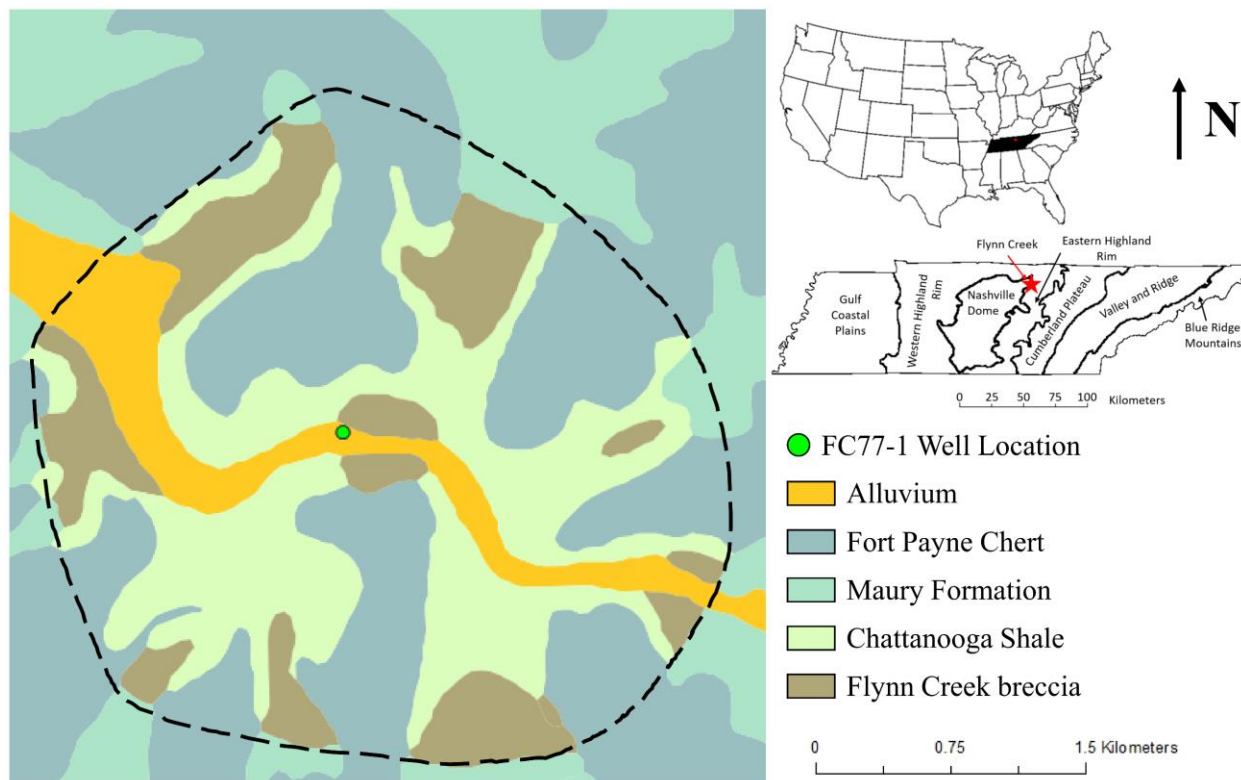 N
Flynn Creek
Eastern Highland
Rim
Gulf
Coastal
Plains
Western Highland
Rim
Nashville
Dome
Cumberland Plateau
Valley and Ridge
Blue Ridge
Mountains
0 25 50 75 100 Kilometers
FC77-1 Well Location
Alluvium
Fort Payne Chert
Maury Formation
Chattanooga Shale
Flynn Creek breccia
0 0.75 1.5 Kilometers